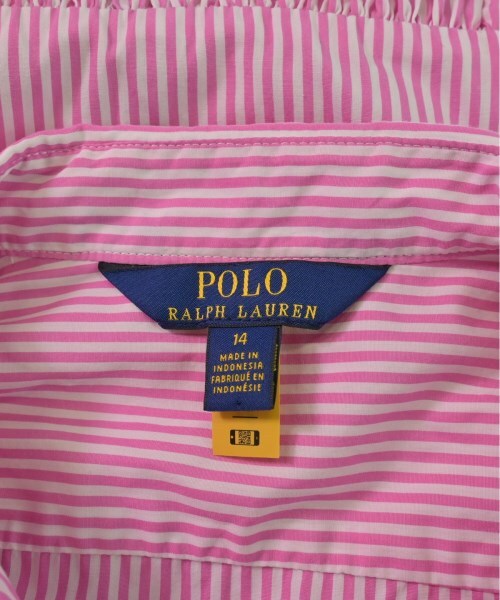 POLO
RALPH LAUREN
14
MADE IN
INDONESIA
FABRIQUÉ EN
INDONÉSIE